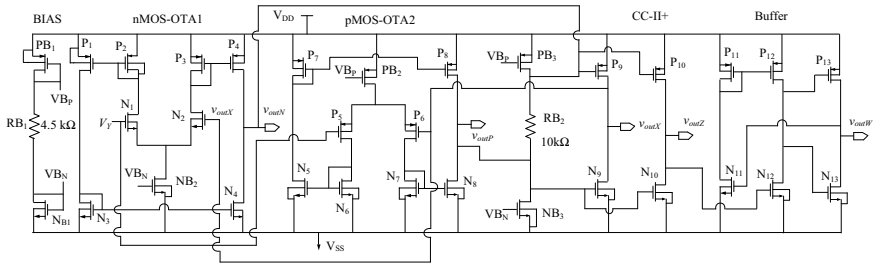 BIAS nMOS-OTA1 V_DD pMOS-OTA2 CC-II+ Buffer
PB_1 P_1 P_2 P_3 P_4 P_7 VB_P PB_2 P_8 VB_P PB_3 P_9 P_10 P_11 P_12 P_13
VB_P
RB_1 4.5 kΩ V_Y N_1 N_2 v_outX v_outN P_5 P_6 v_outP RB_2 10kΩ v_outX v_outZ v_outW
VB_N VB_N NB_2 N_5 N_7 N_8 N_9 N_10 N_11 N_12 N_13
N_B1 N_3 N_4 N_6 VB_N NB_3
V_SS